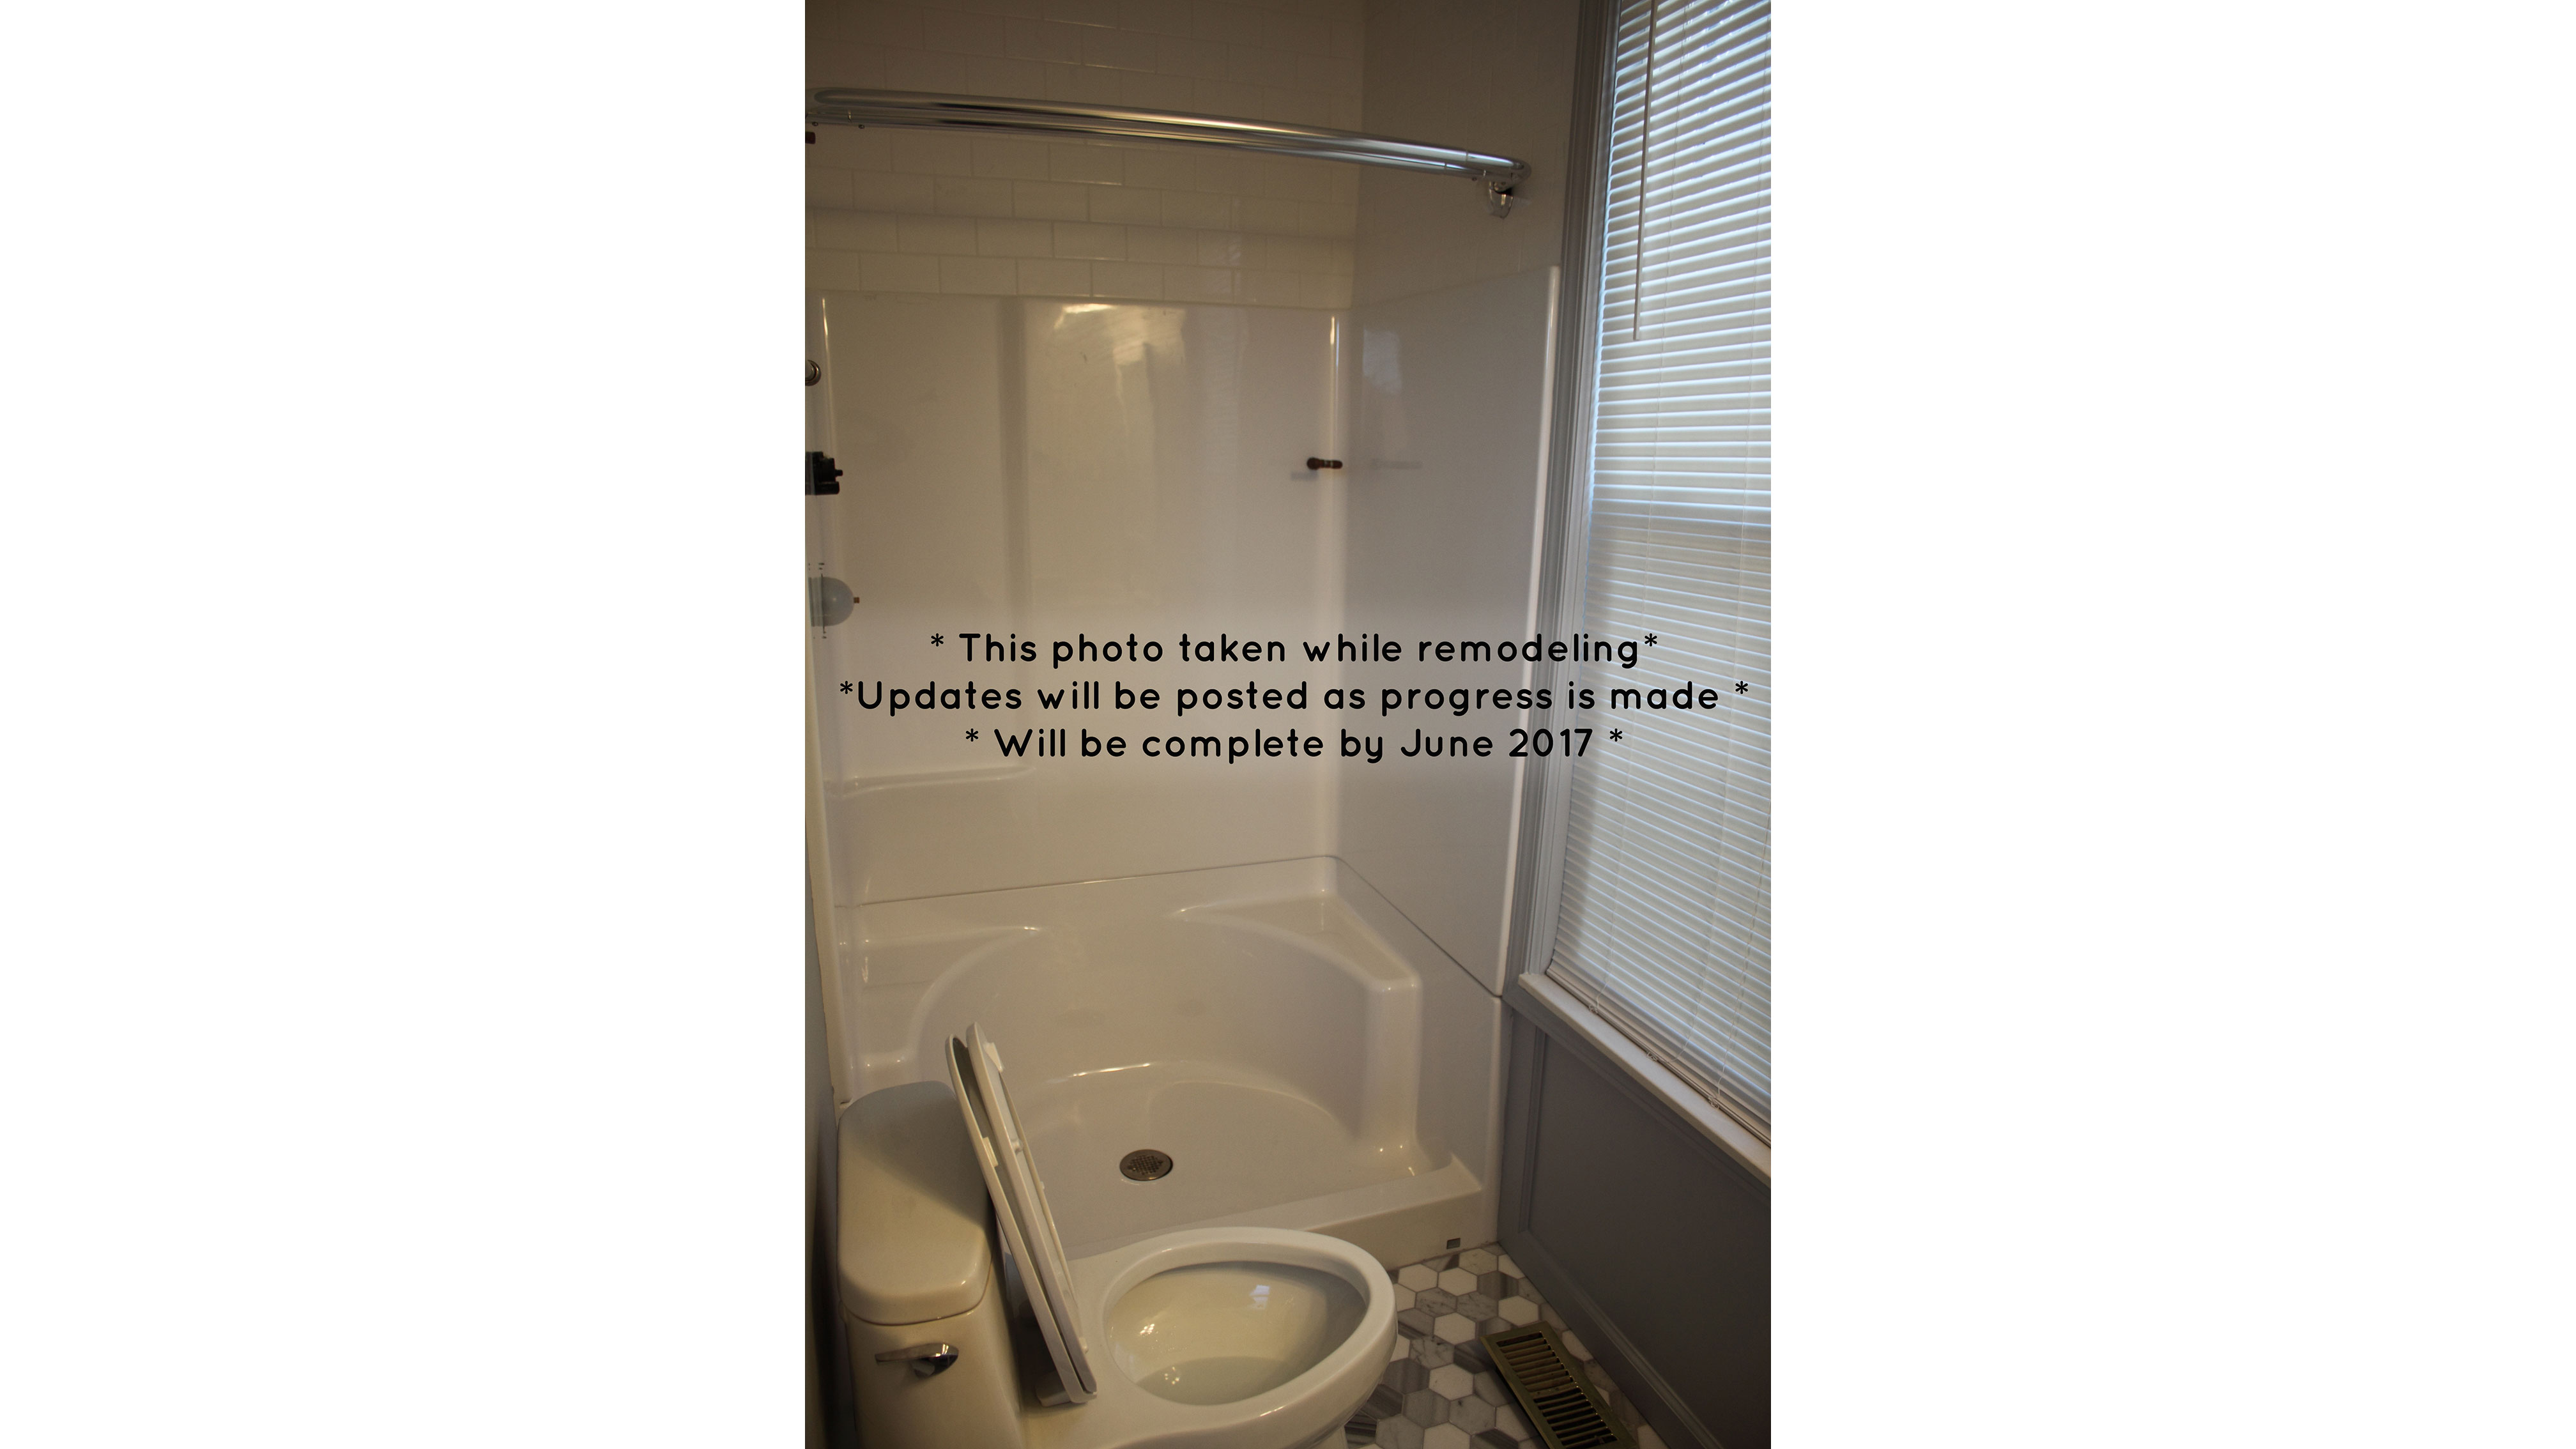 * This photo taken while remodeling*
*Updates will be posted as progress is made *
* Will be complete by June 2017 *